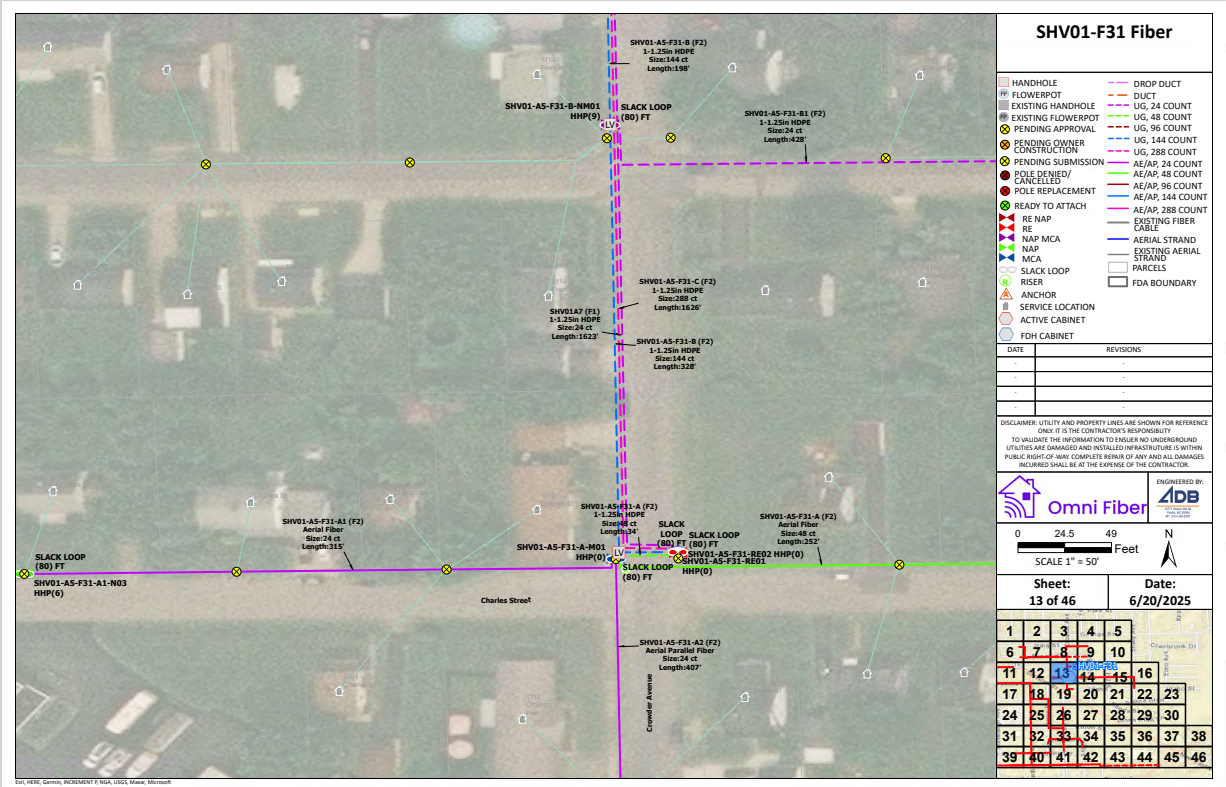 SHV01-F31 Fiber
SHV01-A5-F31-B (F2)
1-1.25in HDPE
Size:144 ct
Length:198'
SHV01-A5-F31-B-NM01
HHP(9)
SLACK LOOP
(80) FT
LV
SHV01-A5-F31-B1 (F2)
1-1.25in HDPE
Size:24 ct
Length:428'
SHV01-A5-F31-C (F2)
1-1.25in HDPE
Size:288 ct
Length:1626'
SHV01A7 (F1)
1-1.25in HDPE
Size:24 ct
Length:1623'
SHV01-A5-F31-B (F2)
1-1.25in HDPE
Size:144 ct
Length:328'
SHV01-A5-F31-A (F2)
1-1.25in HDPE
Size:48 ct
Length:34'
SHV01-A5-F31-A1 (F2)
Aerial Fiber
Size:24 ct
Length:315'
SHV01-A5-F31-A (F2)
Aerial Fiber
Size:48 ct
Length:252'
SLACK
LOOP
(80) FT
SLACK LOOP
(80) FT
SHV01-A5-F31-A-M01
HHP(0)
LV
SHV01-A5-F31-RE02 HHP(0)
SHV01-A5-F31-RE01
HHP(0)
SLACK LOOP
(80) FT
SLACK LOOP
(80) FT
SHV01-A5-F31-A1-N03
HHP(6)
Charles Street
SHV01-A5-F31-A2 (F2)
Aerial Parallel Fiber
Size:24 ct
Length:407'
Crowder Avenue
Esri, HERE, Garmin, INCREMENT P, NGA, USGS, Maxar, Microsoft
HANDHOLE
FP FLOWERPOT
EXISTING HANDHOLE
FP EXISTING FLOWERPOT
PENDING APPROVAL
PENDING OWNER
CONSTRUCTION
PENDING SUBMISSION
POLE DENIED/
CANCELLED
POLE REPLACEMENT
READY TO ATTACH
RE NAP
RE
NAP MCA
NAP
MCA
SLACK LOOP
R RISER
A ANCHOR
SERVICE LOCATION
ACTIVE CABINET
FDH CABINET
DROP DUCT
DUCT
UG, 24 COUNT
UG, 48 COUNT
UG, 96 COUNT
UG, 144 COUNT
UG, 288 COUNT
AE/AP, 24 COUNT
AE/AP, 48 COUNT
AE/AP, 96 COUNT
AE/AP, 144 COUNT
AE/AP, 288 COUNT
EXISTING FIBER
CABLE
AERIAL STRAND
EXISTING AERIAL
STRAND
PARCELS
FDA BOUNDARY
DATE REVISIONS
- -
- -
- -
- -
DISCLAIMER: UTILITY AND PROPERTY LINES ARE SHOWN FOR REFERENCE
ONLY. IT IS THE CONTRACTOR'S RESPONSIBLITY
TO VALIDATE THE INFORMATION TO ENSUER NO UNDERGROUND
UTILITIES ARE DAMAGED AND INSTALLED INFRASTRUTURE IS WITHIN
PUBLIC RIGHT-OF-WAY. COMPLETE REPAIR OF ANY AND ALL DAMAGES
INCURRED SHALL BE AT THE EXPENSE OF THE CONTRACTOR.
Omni Fiber
ENGINEERED BY:
ADB
0 24.5 49
Feet
SCALE 1" = 50'
N
Sheet:
13 of 46
Date:
6/20/2025
1 2 3 4 5
6 7 8 9 10
SHV01-F31
11 12 13 14 15 16
17 18 19 20 21 22 23
24 25 26 27 28 29 30
31 32 33 34 35 36 37 38
39 40 41 42 43 44 45 46